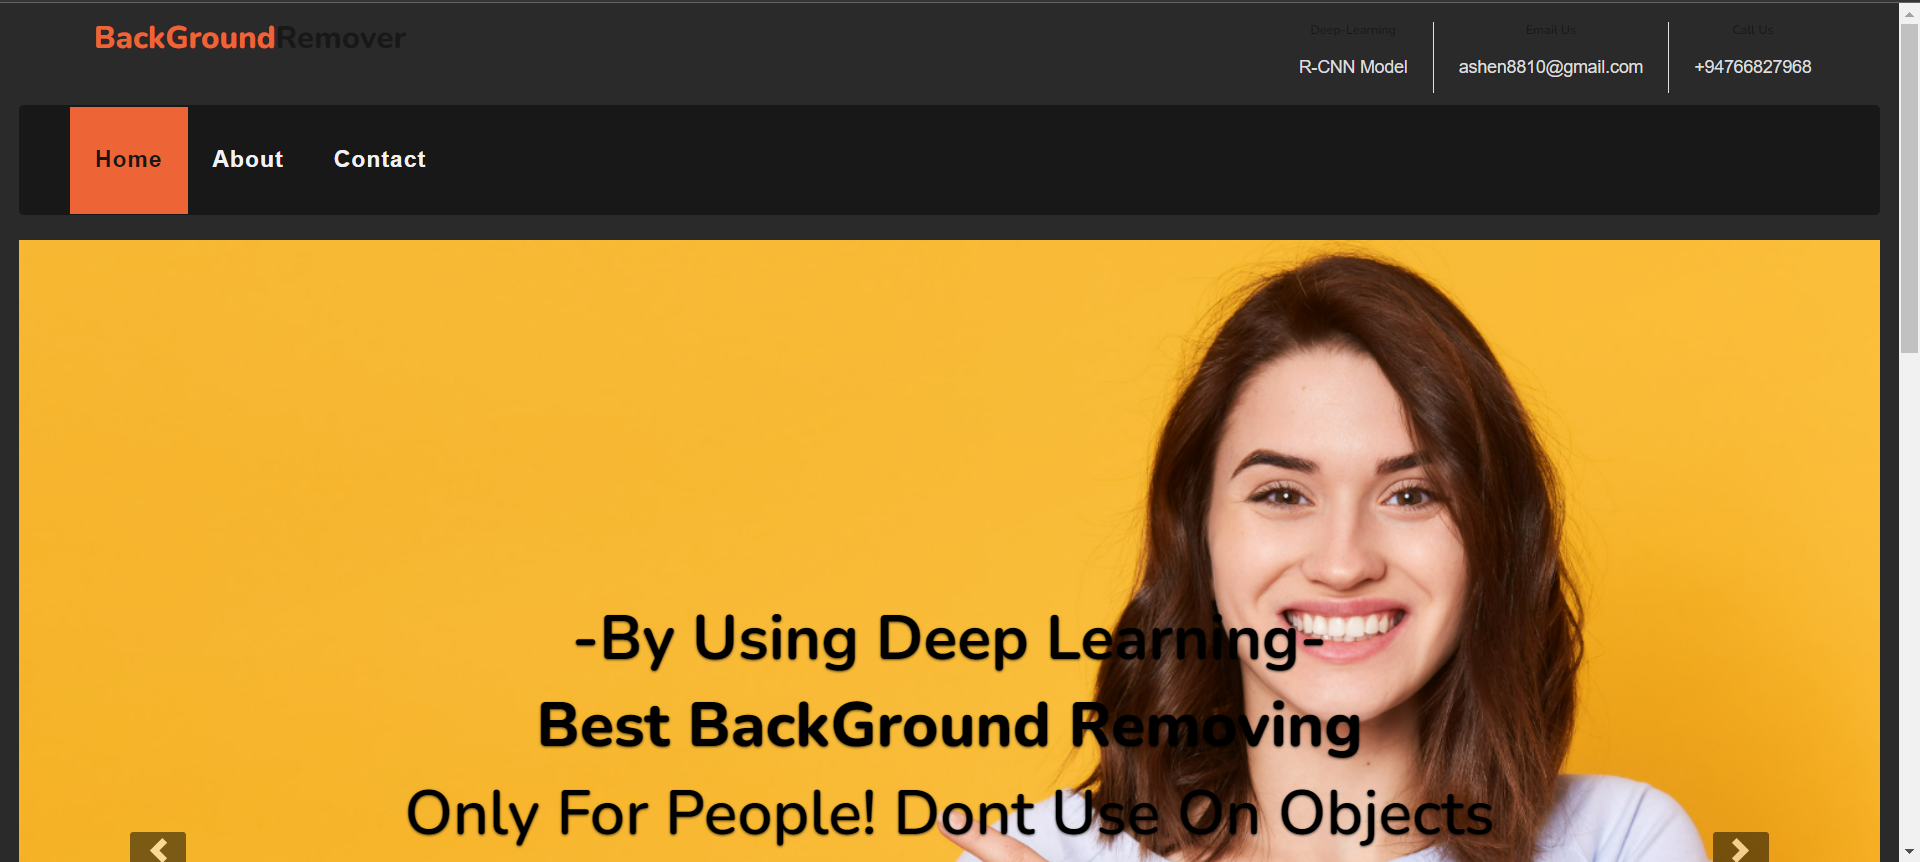 BackGroundRemover
Deep-Learning
R-CNN Model
Email Us
ashen8810@gmail.com
Call Us
+94766827968
Home About Contact
-By Using Deep Learning-
Best BackGround Removing
Only For People! Dont Use On Objects